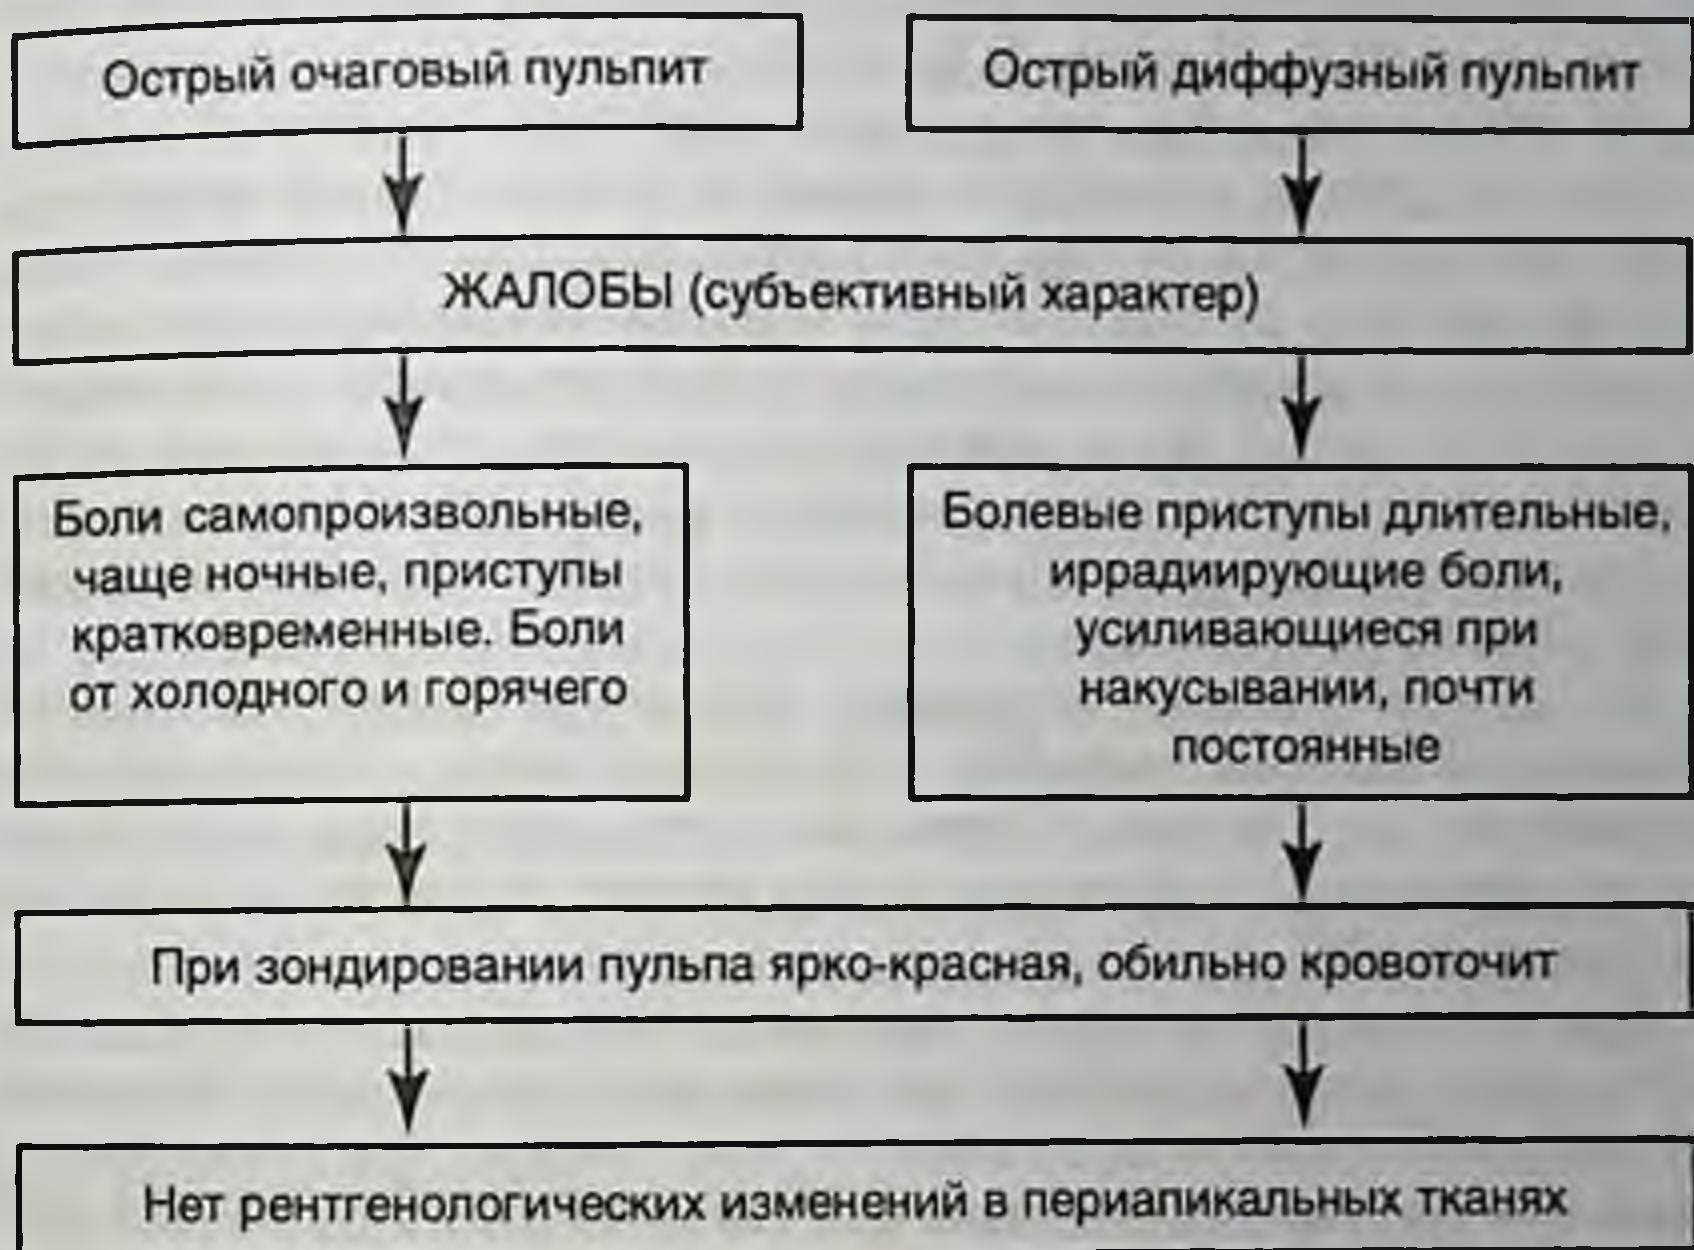 Острый очаговый пульпит
Острый диффузный пульпит
ЖАЛОБЫ (субъективный характер)
Боли самопроизвольные,
чаще ночные, приступы
кратковременные. Боли
от холодного и горячего
Болевые приступы длительные,
иррадиирующие боли,
усиливающиеся при
накусывании, почти
постоянные
При зондировании пульпа ярко-красная, обильно кровоточит
Нет рентгенологических изменений в периапикальных тканях